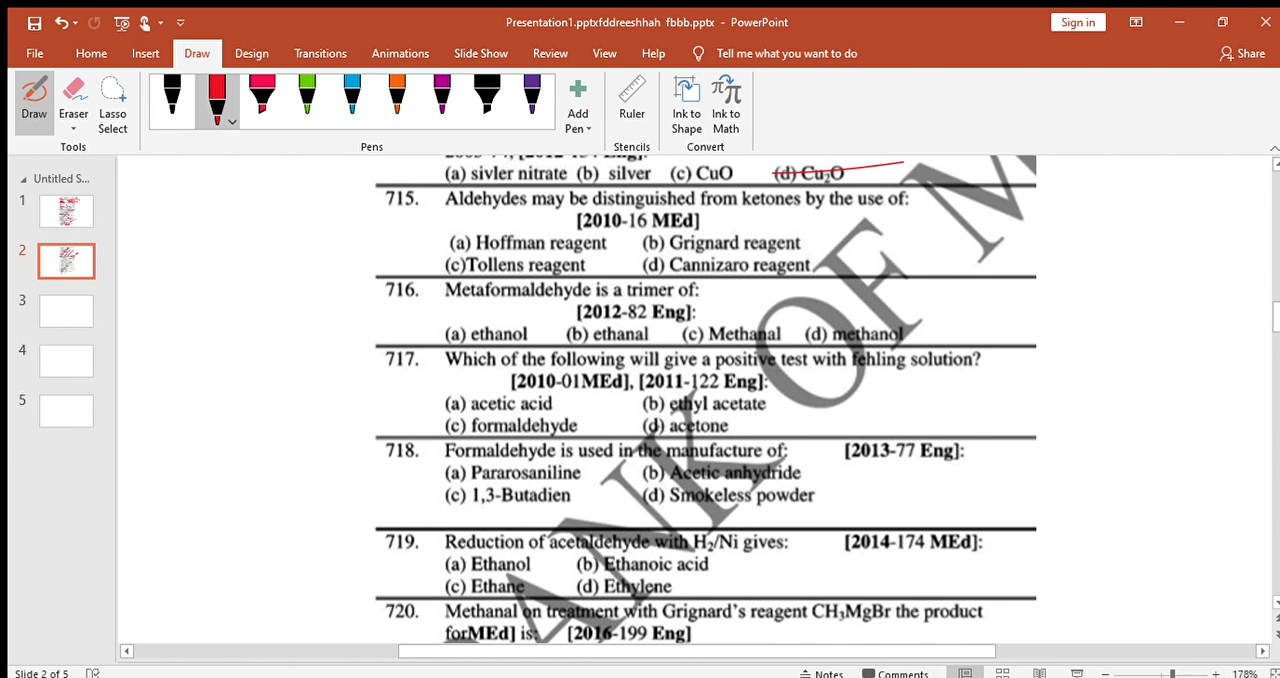 Presentation1.pptxfddreeshhah fbbb.pptx - PowerPoint
Sign in
File Home Insert Draw Design Transitions Animations Slide Show Review View Help Tell me what you want to do Share
Draw Eraser Lasso Select Add Pen Ruler Ink to Shape Ink to Math
Tools Pens Stencils Convert
Untitled S...
1
2
3
4
5
(a) sivler nitrate (b) silver (c) CuO (d) Cu₂O
715. Aldehydes may be distinguished from ketones by the use of:
[2010-16 MEd]
(a) Hoffman reagent (b) Grignard reagent
(c)Tollens reagent (d) Cannizaro reagent
716. Metaformaldehyde is a trimer of:
[2012-82 Eng]:
(a) ethanol (b) ethanal (c) Methanal (d) methanol
717. Which of the following will give a positive test with fehling solution?
[2010-01MEd], [2011-122 Eng]:
(a) acetic acid (b) ethyl acetate
(c) formaldehyde (d) acetone
718. Formaldehyde is used in the manufacture of: [2013-77 Eng]:
(a) Pararosaniline (b) Acetic anhydride
(c) 1,3-Butadien (d) Smokeless powder
719. Reduction of acetaldehyde with H₂/Ni gives: [2014-174 MEd]:
(a) Ethanol (b) Ethanoic acid
(c) Ethane (d) Ethylene
720. Methanal on treatment with Grignard's reagent CH₃MgBr the product
forMEd] is: [2016-199 Eng]
ANK OF M
Slide 2 of 5 Notes Comments 178%